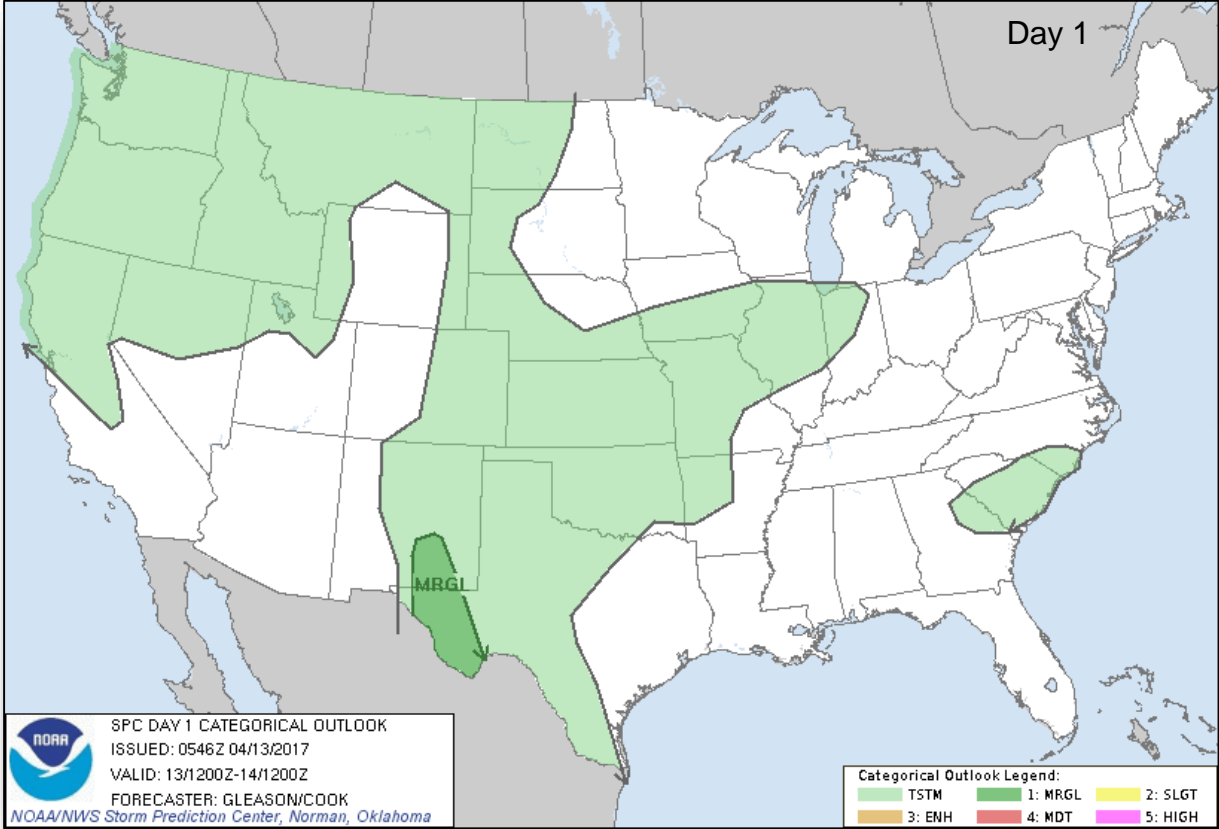 Day 1
MRGL
NOAA
SPC DAY 1 CATEGORICAL OUTLOOK
ISSUED: 0546Z 04/13/2017
VALID: 13/1200Z-14/1200Z
FORECASTER: GLEASON/COOK
NOAA/NWS Storm Prediction Center, Norman, Oklahoma
Categorical Outlook Legend:
TSTM 1: MRGL 2: SLGT
3: ENH 4: MDT 5: HIGH